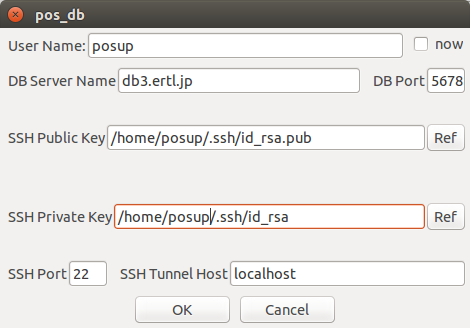 pos_db
User Name: posup now
DB Server Name db3.ertl.jp DB Port 5678
SSH Public Key /home/posup/.ssh/id_rsa.pub Ref
SSH Private Key /home/posup/.ssh/id_rsa Ref
SSH Port 22 SSH Tunnel Host localhost
OK Cancel